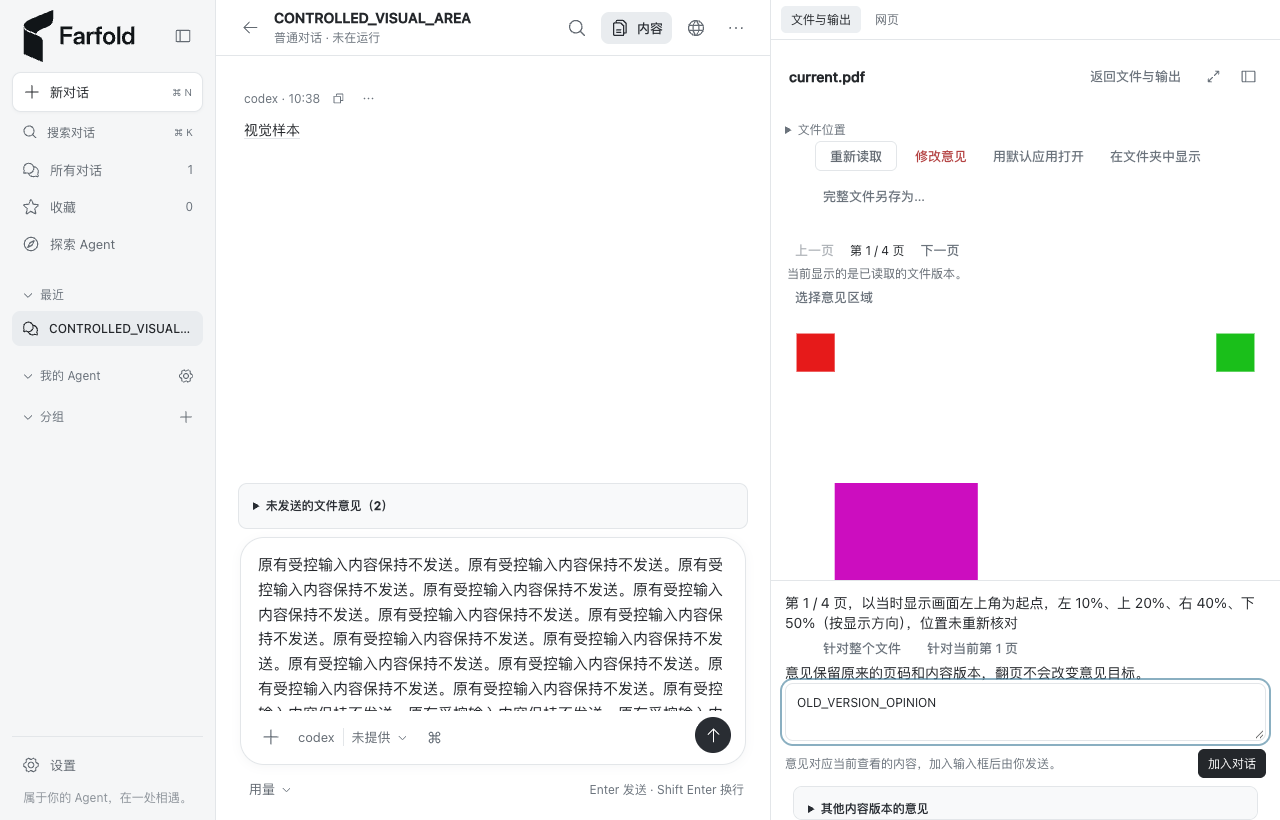 Farfold
新对话
⌘ N
搜索对话
⌘ K
所有对话
1
收藏
0
探索 Agent
最近
CONTROLLED_VISUAL...
我的 Agent
分组
设置
属于你的 Agent，在一处相遇。
CONTROLLED_VISUAL_AREA
普通对话 · 未在运行
内容
codex · 10:38
视觉样本
未发送的文件意见（2）
原有受控输入内容保持不发送。原有受控输入内容保持不发送。原有受
控输入内容保持不发送。原有受控输入内容保持不发送。原有受控输入
内容保持不发送。原有受控输入内容保持不发送。原有受控输入内容保
持不发送。原有受控输入内容保持不发送。原有受控输入内容保持不发
送。原有受控输入内容保持不发送。原有受控输入内容保持不发送。原
有受控输入内容保持不发送。原有受控输入内容保持不发送。原有受控
codex
未提供
⌘
用量
Enter 发送 · Shift Enter 换行
文件与输出
网页
current.pdf
返回文件与输出
文件位置
重新读取
修改意见
用默认应用打开
在文件夹中显示
完整文件另存为...
上一页
第 1 / 4 页
下一页
当前显示的是已读取的文件版本。
选择意见区域
第 1 / 4 页，以当时显示画面左上角为起点，左 10%、上 20%、右 40%、下
50%（按显示方向），位置未重新核对
针对整个文件
针对当前第 1 页
意见保留原来的页码和内容版本，翻页不会改变意见目标。
OLD_VERSION_OPINION
意见对应当前查看的内容，加入输入框后由你发送。
加入对话
其他内容版本的意见